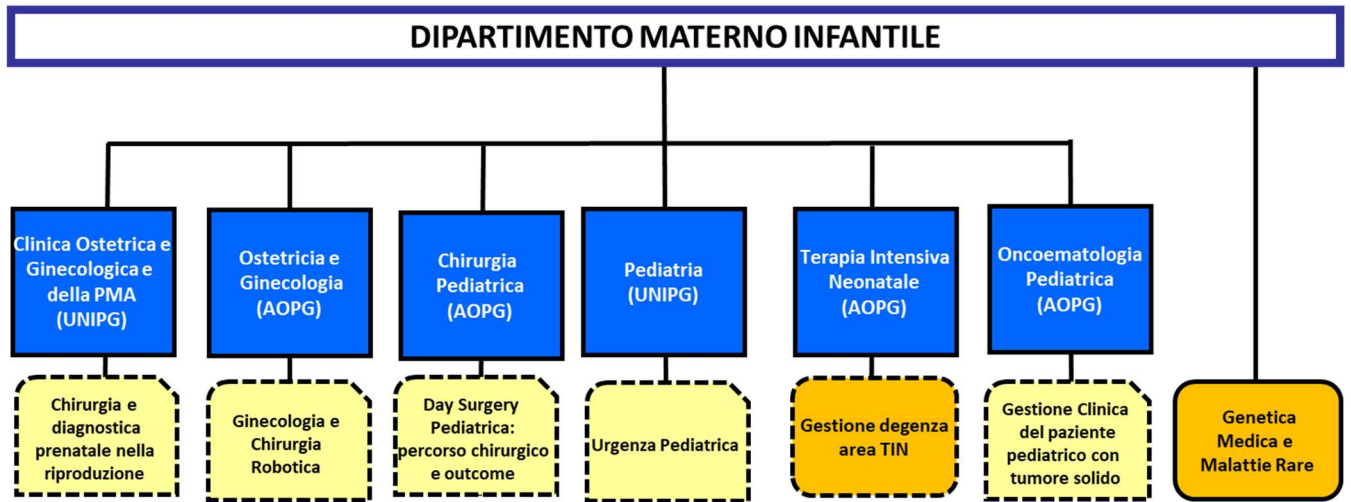 DIPARTIMENTO MATERNO INFANTILE
Clinica Ostetrica e
Ginecologica e
della PMA
(UNIPG)
Ostetricia e
Ginecologia
(AOPG)
Chirurgia
Pediatrica
(AOPG)
Pediatria
(UNIPG)
Terapia Intensiva
Neonatale
(AOPG)
Oncoematologia
Pediatrica
(AOPG)
Chirurgia e
diagnostica
prenatale nella
riproduzione
Ginecologia e
Chirurgia
Robotica
Day Surgery
Pediatrica:
percorso chirurgico
e outcome
Urgenza Pediatrica
Gestione degenza
area TIN
Gestione Clinica
del paziente
pediatrico con
tumore solido
Genetica
Medica e
Malattie Rare